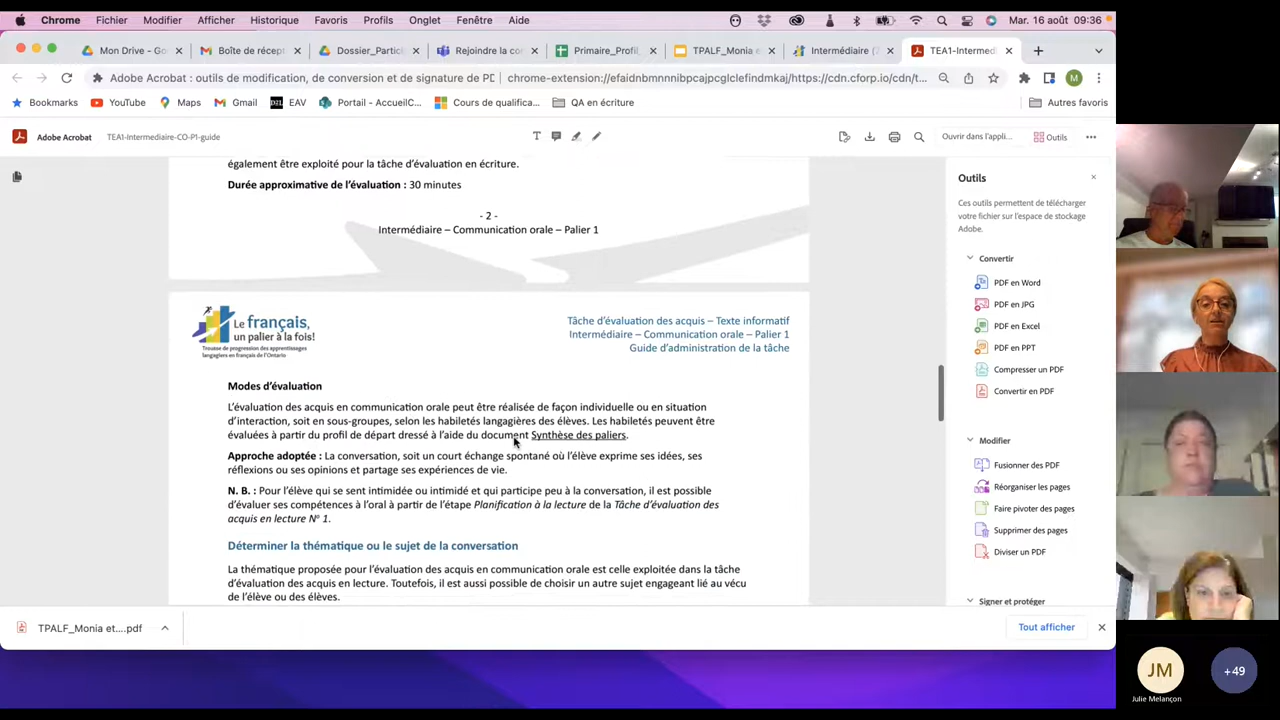 Chrome Fichier Modifier Afficher Historique Favoris Profils Onglet Fenêtre Aide Mar. 16 août 09:36
Mon Drive - Go Boîte de récept Dossier_Partici Rejoindre la co Primaire_Profil_ TPALF_Monia et Intermédiaire (7 TEA1-Intermed
Adobe Acrobat : outils de modification, de conversion et de signature de PD chrome-extension://efaidnbmnnnibpcajpcglclefindmkaj/https://cdn.cforp.io/cdn/t...
Bookmarks YouTube Maps Gmail EAV Portail - AccueilC... Cours de qualifica... QA en écriture Autres favoris
Adobe Acrobat TEA1-Intermediaire-CO-P1-guide Ouvrir dans l'appli... Outils
également être exploité pour la tâche d'évaluation en écriture.
Durée approximative de l'évaluation : 30 minutes
- 2 -
Intermédiaire – Communication orale – Palier 1
Le français,
un palier à la fois!
Trousse de progression des apprentissages
langagiers en français de l'Ontario
Tâche d'évaluation des acquis – Texte informatif
Intermédiaire – Communication orale – Palier 1
Guide d'administration de la tâche
Modes d'évaluation
L'évaluation des acquis en communication orale peut être réalisée de façon individuelle ou en situation
d'interaction, soit en sous-groupes, selon les habiletés langagières des élèves. Les habiletés peuvent être
évaluées à partir du profil de départ dressé à l'aide du document Synthèse des paliers.
Approche adoptée : La conversation, soit un court échange spontané où l'élève exprime ses idées, ses
réflexions ou ses opinions et partage ses expériences de vie.
N. B. : Pour l'élève qui se sent intimidée ou intimidé et qui participe peu à la conversation, il est possible
d'évaluer ses compétences à l'oral à partir de l'étape Planification à la lecture de la Tâche d'évaluation des
acquis en lecture N° 1.
Déterminer la thématique ou le sujet de la conversation
La thématique proposée pour l'évaluation des acquis en communication orale est celle exploitée dans la tâche
d'évaluation des acquis en lecture. Toutefois, il est aussi possible de choisir un autre sujet engageant lié au vécu
de l'élève ou des élèves.
Outils
Ces outils permettent de télécharger
votre fichier sur l'espace de stockage
Adobe.
Convertir
PDF en Word
PDF en JPG
PDF en Excel
PDF en PPT
Compresser un PDF
Convertir en PDF
Modifier
Fusionner des PDF
Réorganiser les pages
Faire pivoter des pages
Supprimer des pages
Diviser un PDF
Signer et protéger
TPALF_Monia et....pdf Tout afficher
JM
Julie Melançon
+49